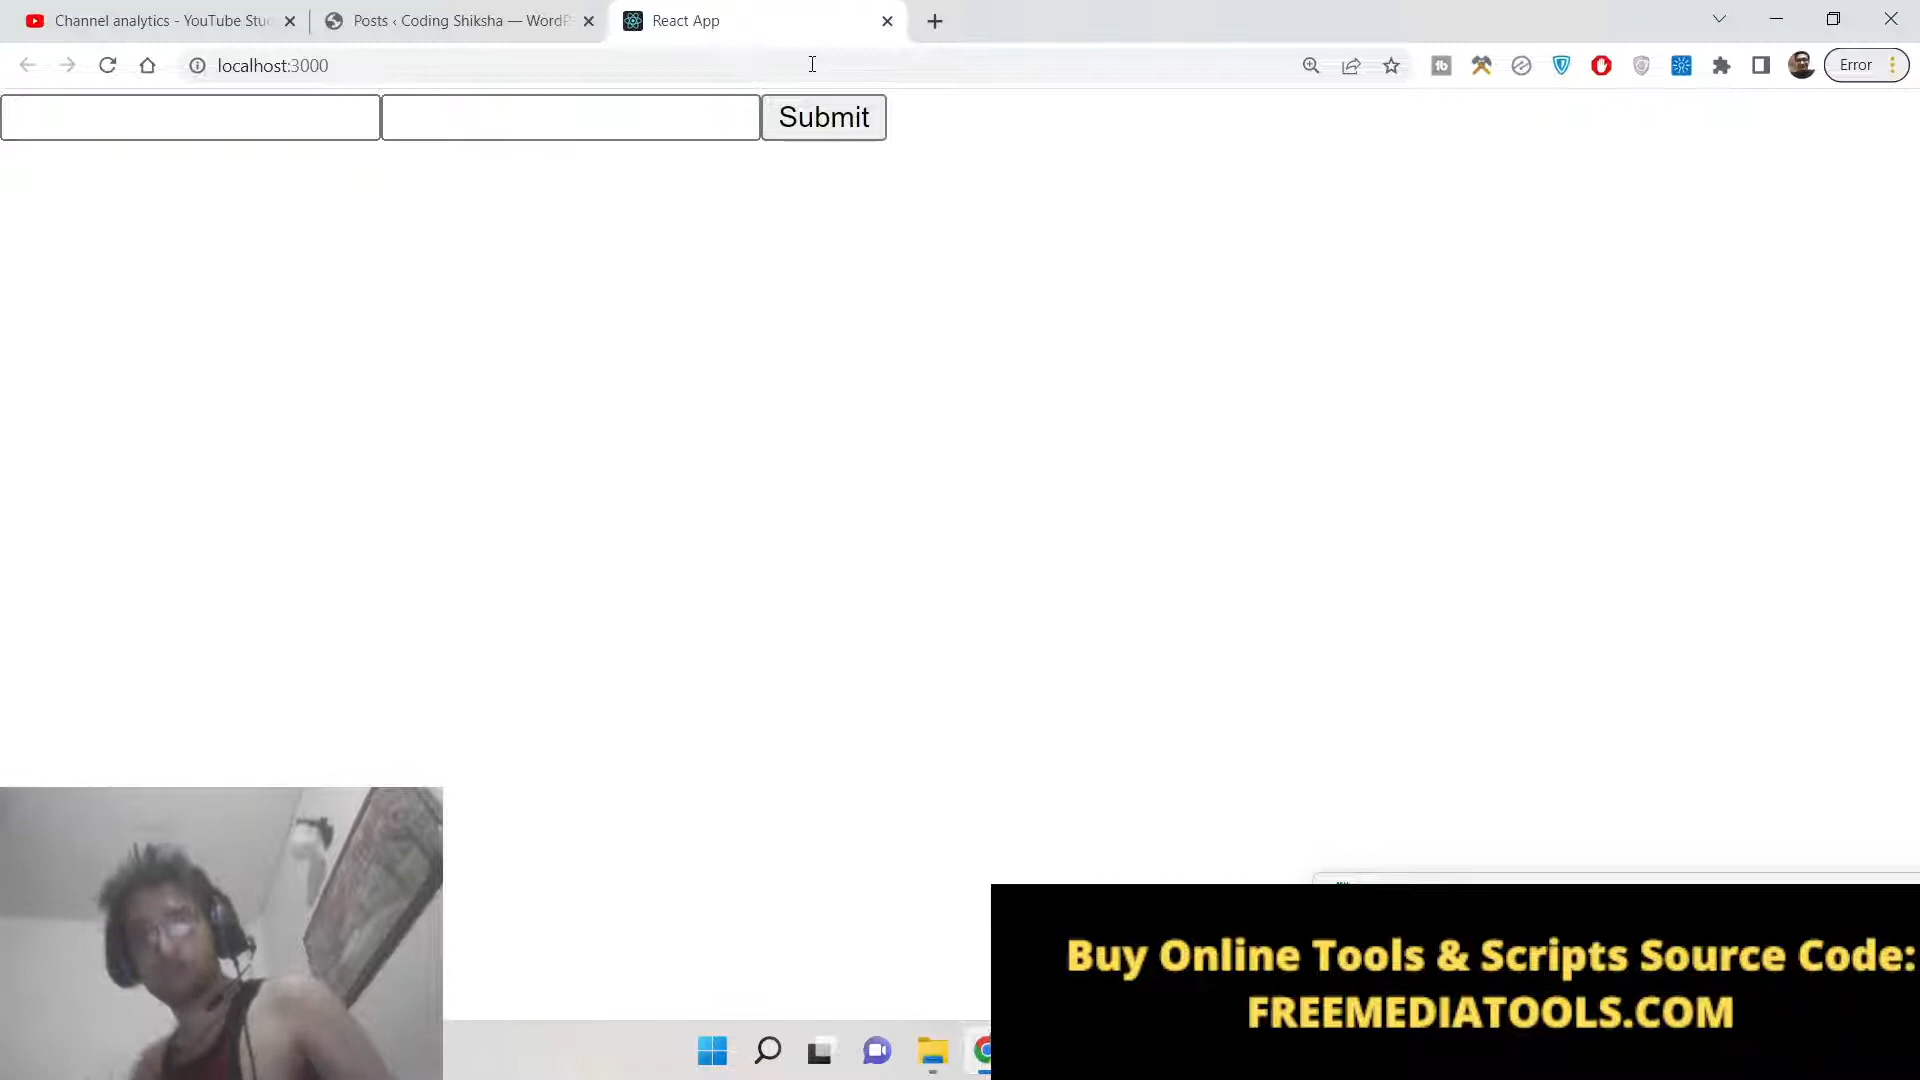 Channel analytics - YouTube Stu
Posts ‹ Coding Shiksha — WordP
React App
localhost:3000
Error
Submit
Buy Online Tools & Scripts Source Code:
FREEMEDIATOOLS.COM